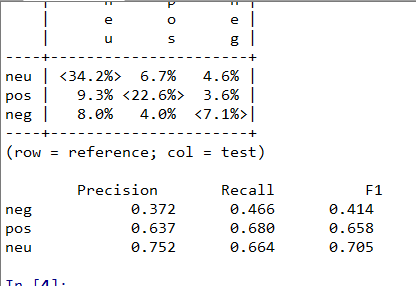 | n p n |
| e o e |
| u s g |
----+----------------------+
neu | <34.2%> 6.7% 4.6% |
pos | 9.3% <22.6%> 3.6% |
neg | 8.0% 4.0% <7.1%>|
----+----------------------+
(row = reference; col = test)
Precision Recall F1
neg 0.372 0.466 0.414
pos 0.637 0.680 0.658
neu 0.752 0.664 0.705
In [4]: